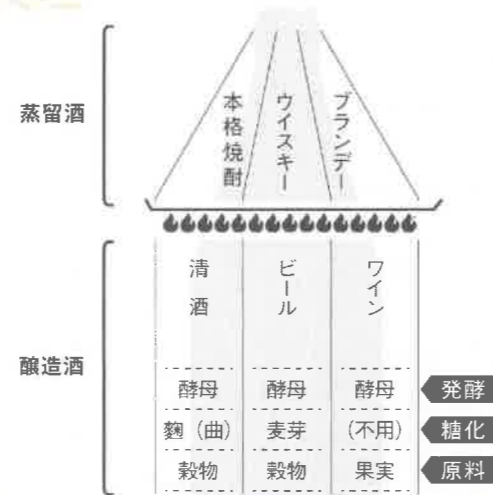 蒸留酒
本格焼酎
ウイスキー
ブランデー
醸造酒
清酒
ビール
ワイン
酵母 酵母 酵母 発酵
麴（曲） 麦芽 （不用） 糖化
穀物 穀物 果実 原料